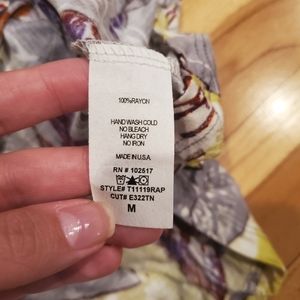 100%RAYON
HAND WASH COLD
NO BLEACH
HANG DRY
NO IRON
MADE IN U.S.A.
RN # 102517
STYLE# T11119RAP
CUT# E322TN
M